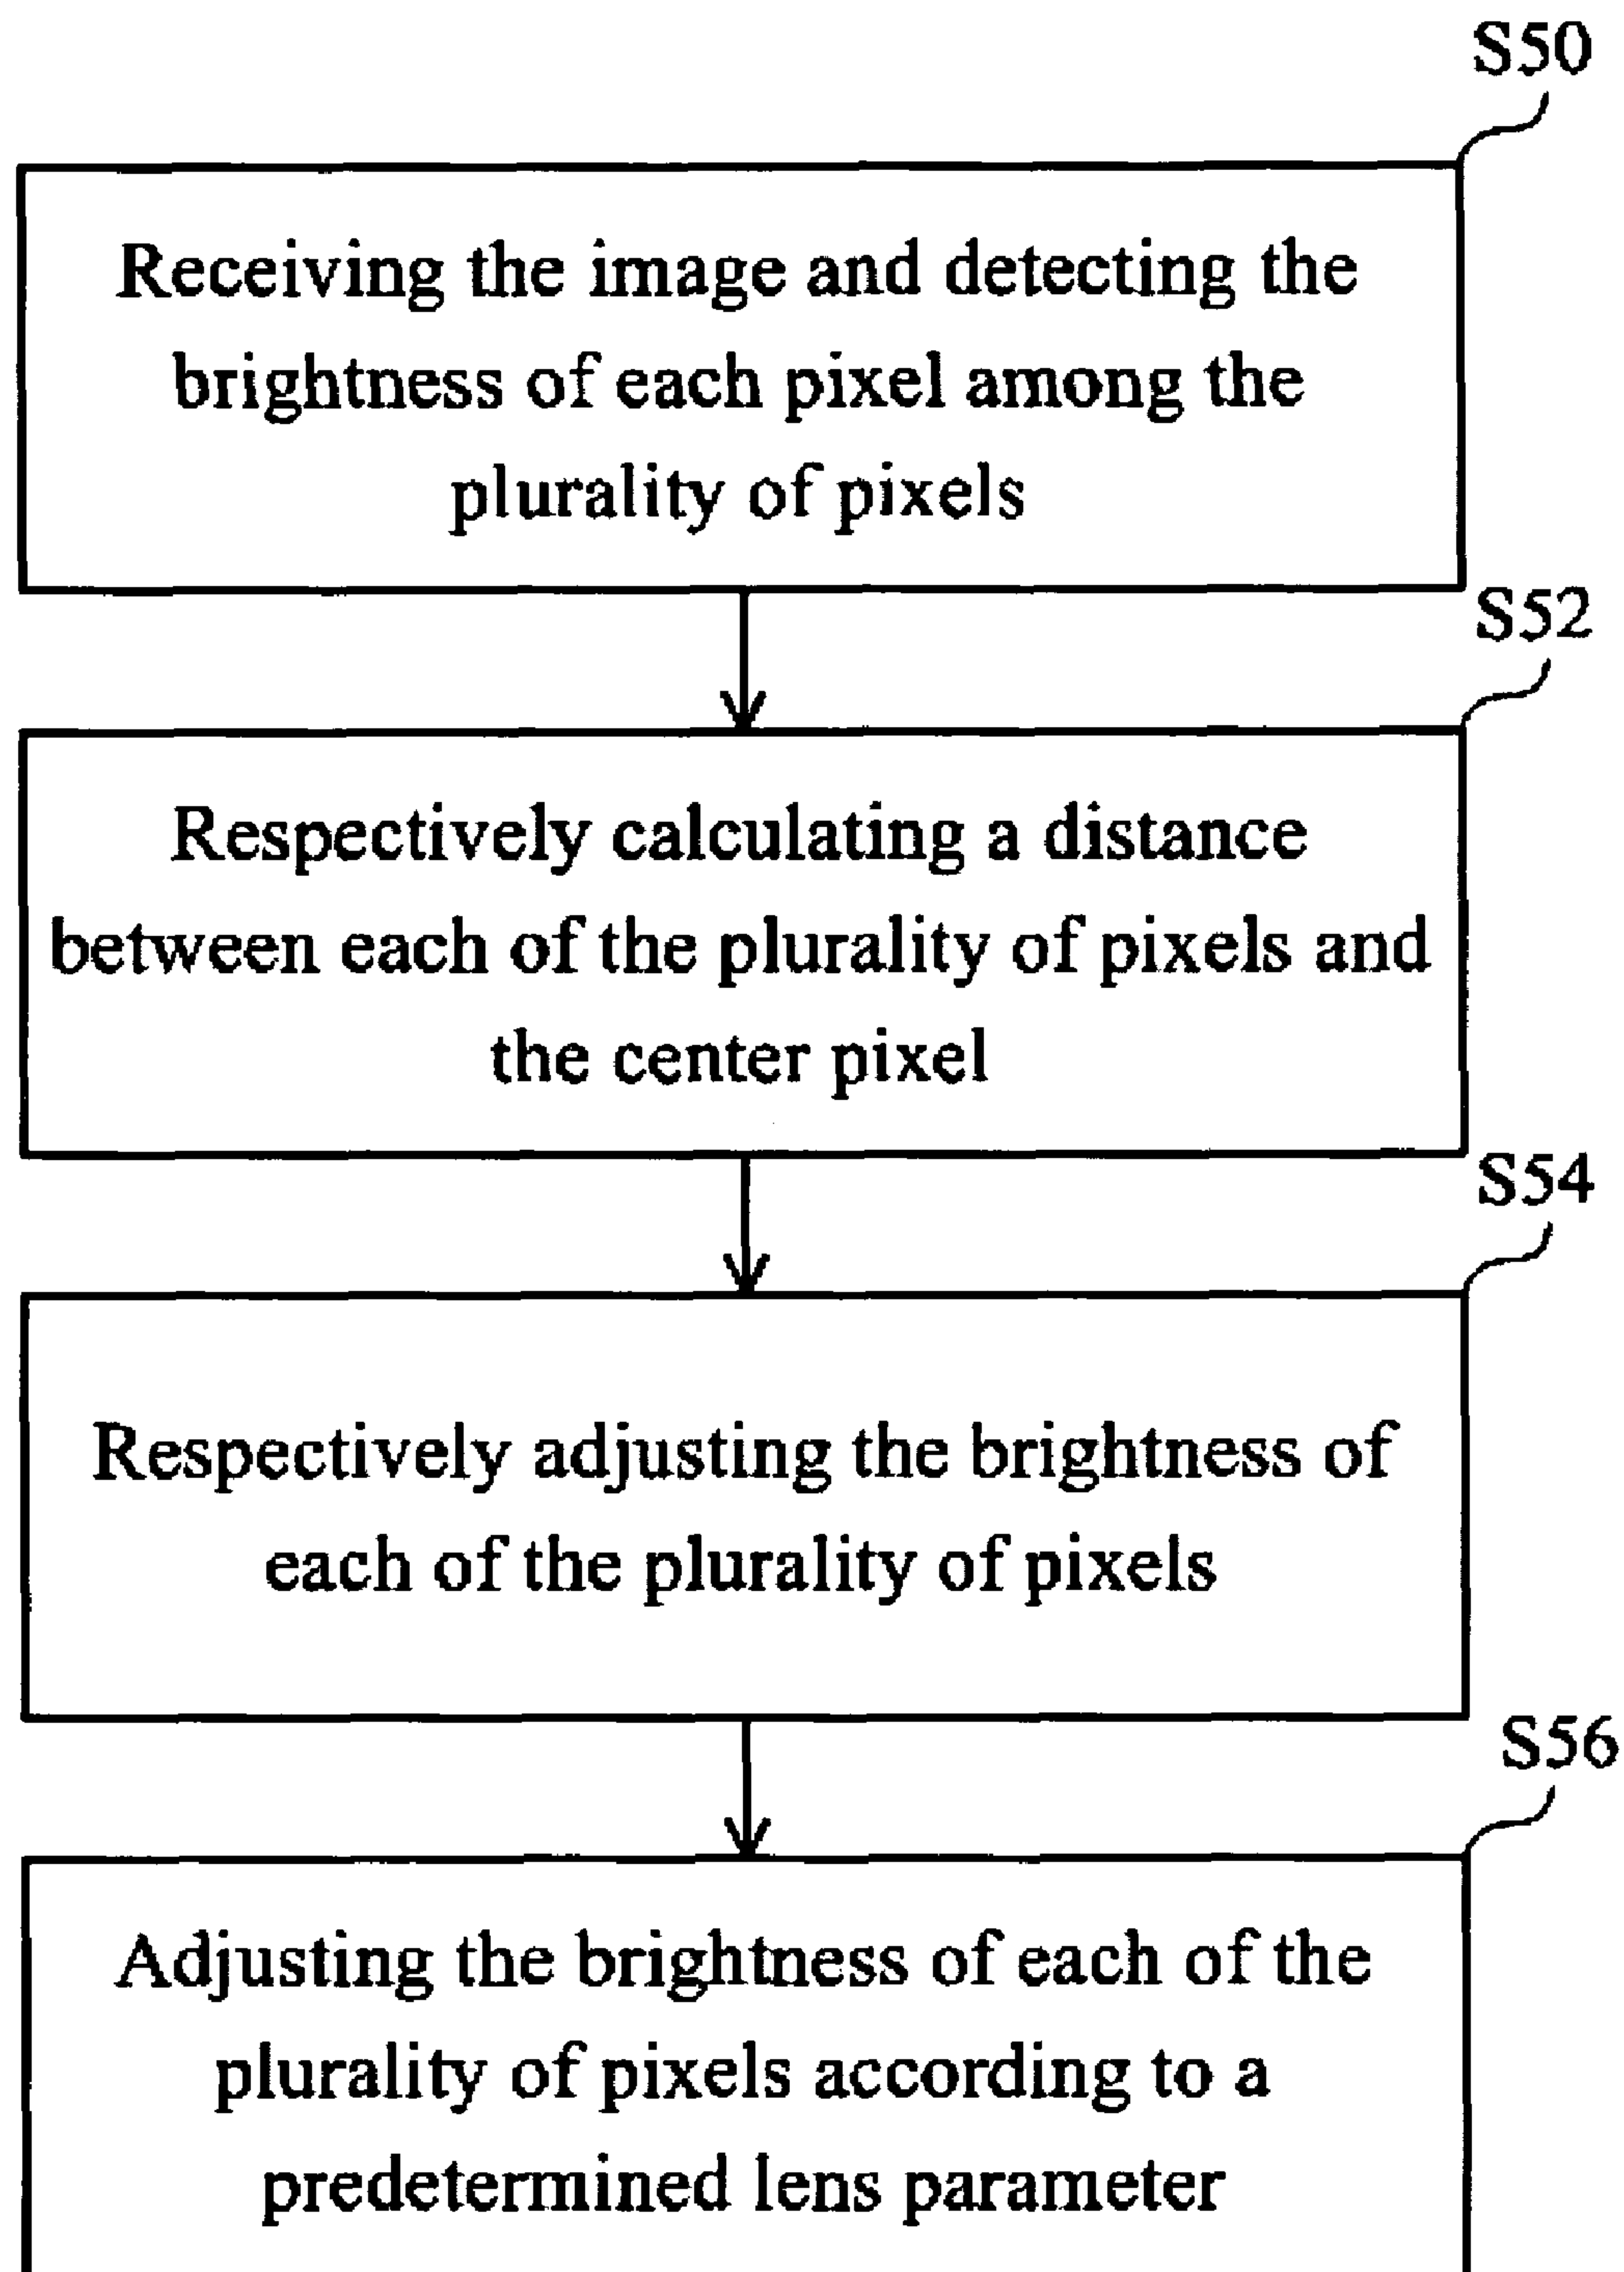 S50
Receiving the image and detecting the
brightness of each pixel among the
plurality of pixels
S52
Respectively calculating a distance
between each of the plurality of pixels and
the center pixel
S54
Respectively adjusting the brightness of
each of the plurality of pixels
S56
Adjusting the brightness of each of the
plurality of pixels according to a
predetermined lens parameter